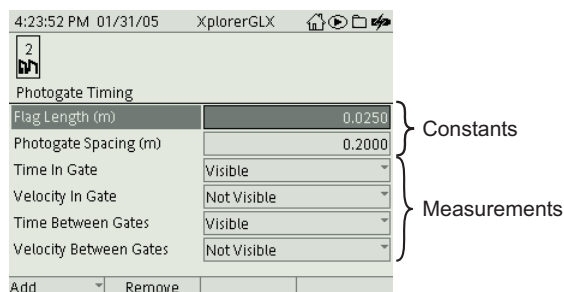 4:23:52 PM 01/31/05 XplorerGLX
2
Photogate Timing
Flag Length (m) 0.0250
Photogate Spacing (m) 0.2000
Constants
Time In Gate Visible
Velocity In Gate Not Visible
Time Between Gates Visible
Velocity Between Gates Not Visible
Measurements
Add Remove